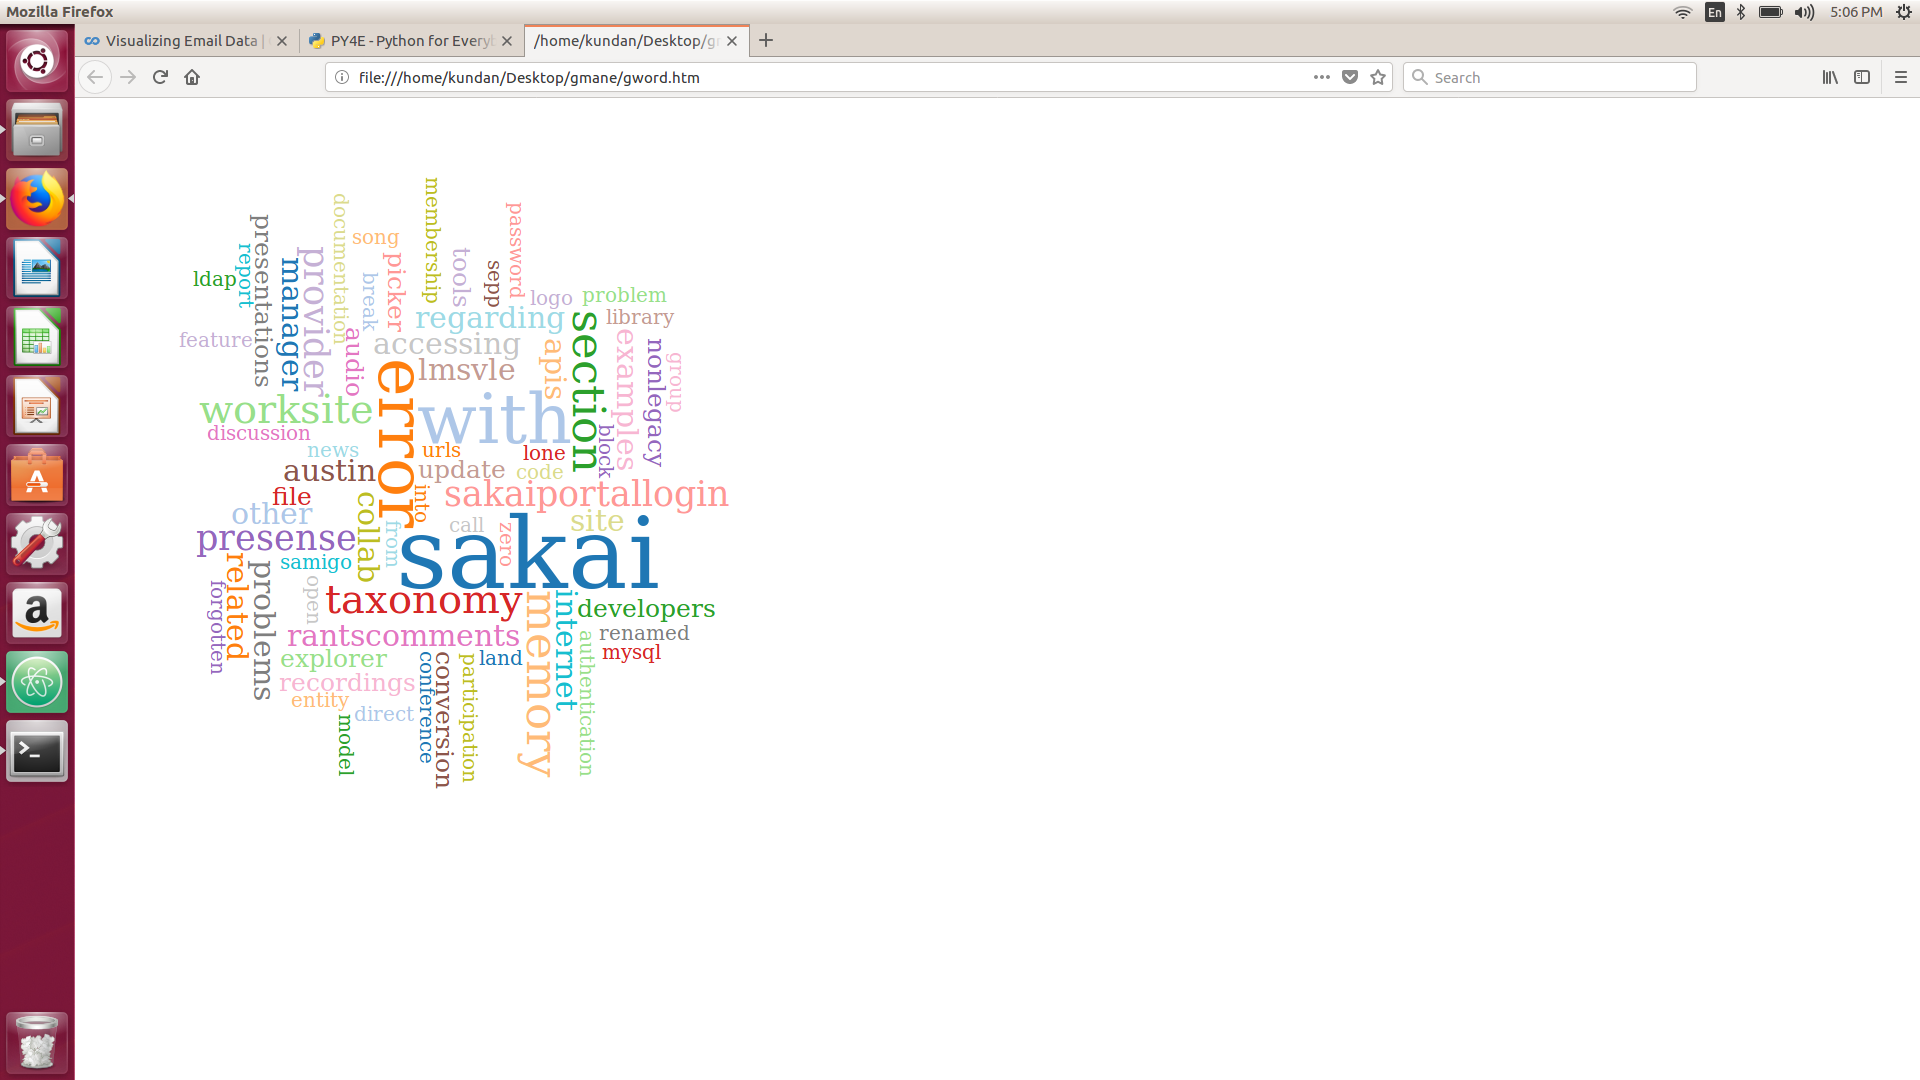 Mozilla Firefox
En
5:06 PM
Visualizing Email Data |
PY4E - Python for Everyb
/home/kundan/Desktop/gr
file:///home/kundan/Desktop/gmane/gword.htm
Search
membership
documentation
password
presentations
song
report
provider
tools
picker
manager
sepp
ldap
break
logo
problem
regarding
section
library
feature
audio
accessing
apis
examples
nonlegacy
group
error
lmsvle
with
worksite
discussion
block
news
urls
lone
austin
update
code
file
into
sakaiportallogin
collab
other
call
zero
site
from
presense
sakai
related
samigo
problems
open
forgotten
taxonomy
memory
internet
developers
rantscomments
renamed
authentication
mysql
explorer
conference
conversion
participation
land
recordings
entity
direct
model